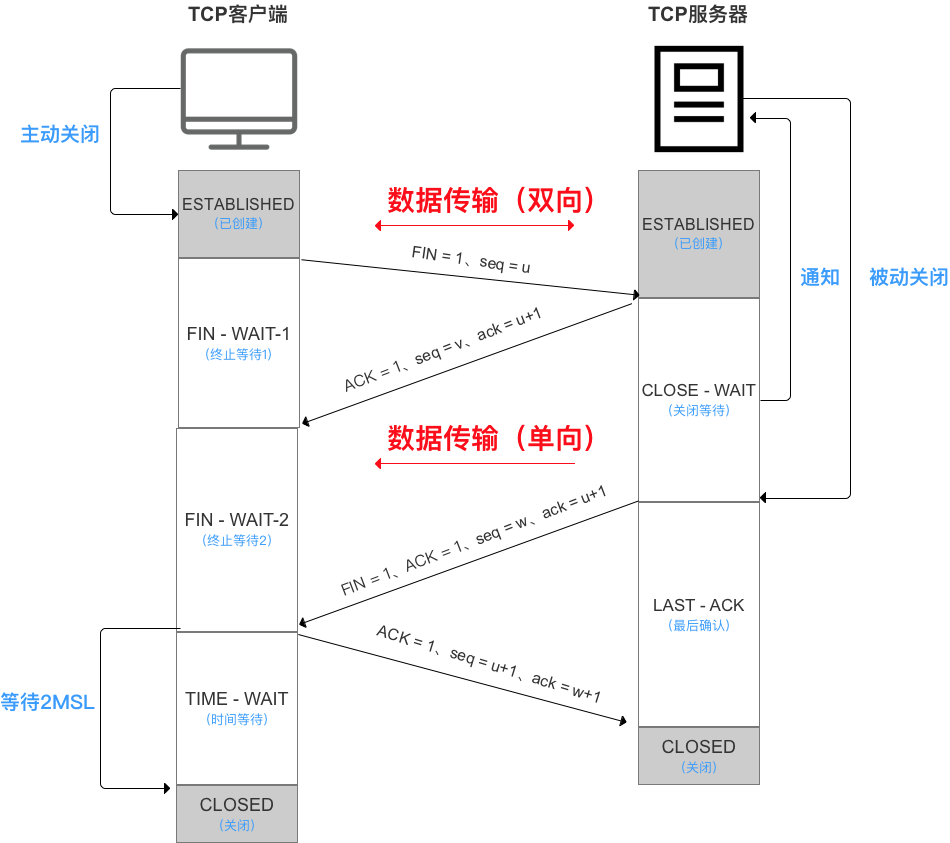 TCP客户端
TCP服务器
主动关闭
ESTABLISHED
（已创建）
数据传输（双向）
ESTABLISHED
（已创建）
FIN = 1、seq = u
通知
被动关闭
FIN - WAIT-1
（终止等待1）
ACK = 1、seq = v、ack = u+1
CLOSE - WAIT
（关闭等待）
数据传输（单向）
FIN - WAIT-2
（终止等待2）
FIN = 1、ACK = 1、seq = w、ack = u+1
LAST - ACK
（最后确认）
ACK = 1、seq = u+1、ack = w+1
等待2MSL
TIME - WAIT
（时间等待）
CLOSED
（关闭）
CLOSED
（关闭）